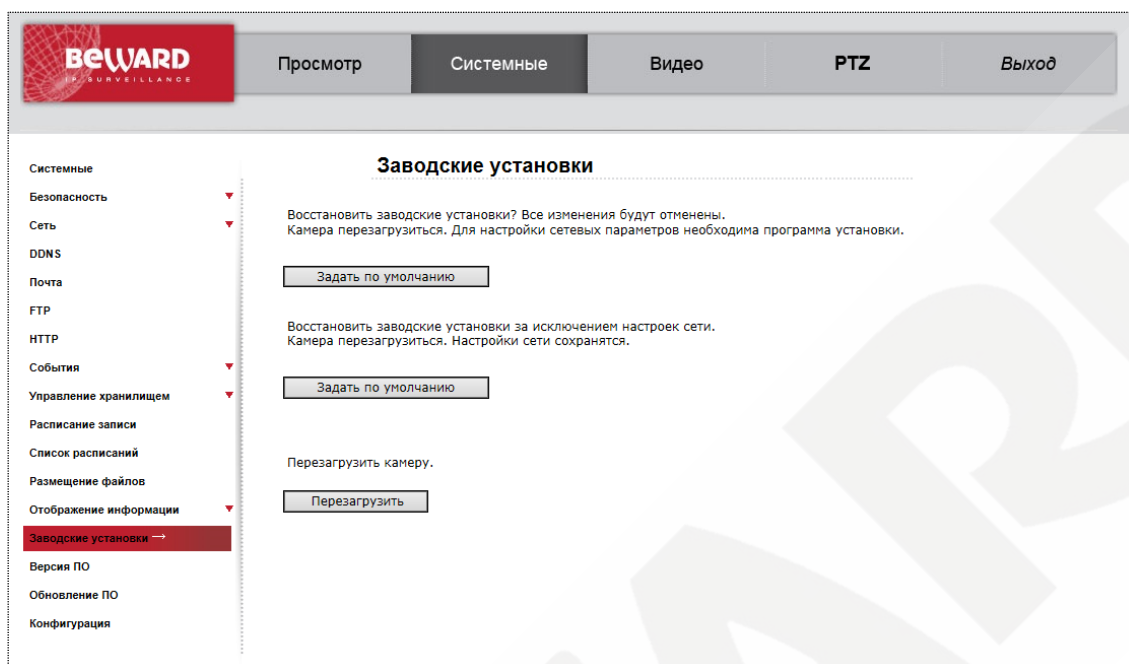 BEWARD
IP SURVEILLANCE
Просмотр
Системные
Видео
PTZ
Выход
Системные
Безопасность
Сеть
DDNS
Почта
FTP
HTTP
События
Управление хранилищем
Расписание записи
Список расписаний
Размещение файлов
Отображение информации
Заводские установки →
Версия ПО
Обновление ПО
Конфигурация
Заводские установки
Восстановить заводские установки? Все изменения будут отменены.
Камера перезагрузиться. Для настройки сетевых параметров необходима программа установки.
Задать по умолчанию
Восстановить заводские установки за исключением настроек сети.
Камера перезагрузиться. Настройки сети сохранятся.
Задать по умолчанию
Перезагрузить камеру.
Перезагрузить